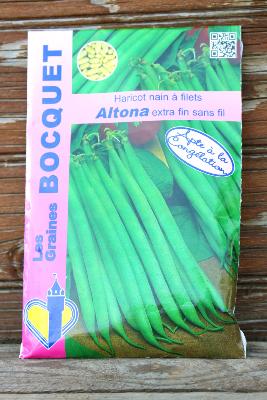 Les
Graines
BOCQUET
Haricot nain à filets
Altona extra fin sans fil
Apte à la
Congélation